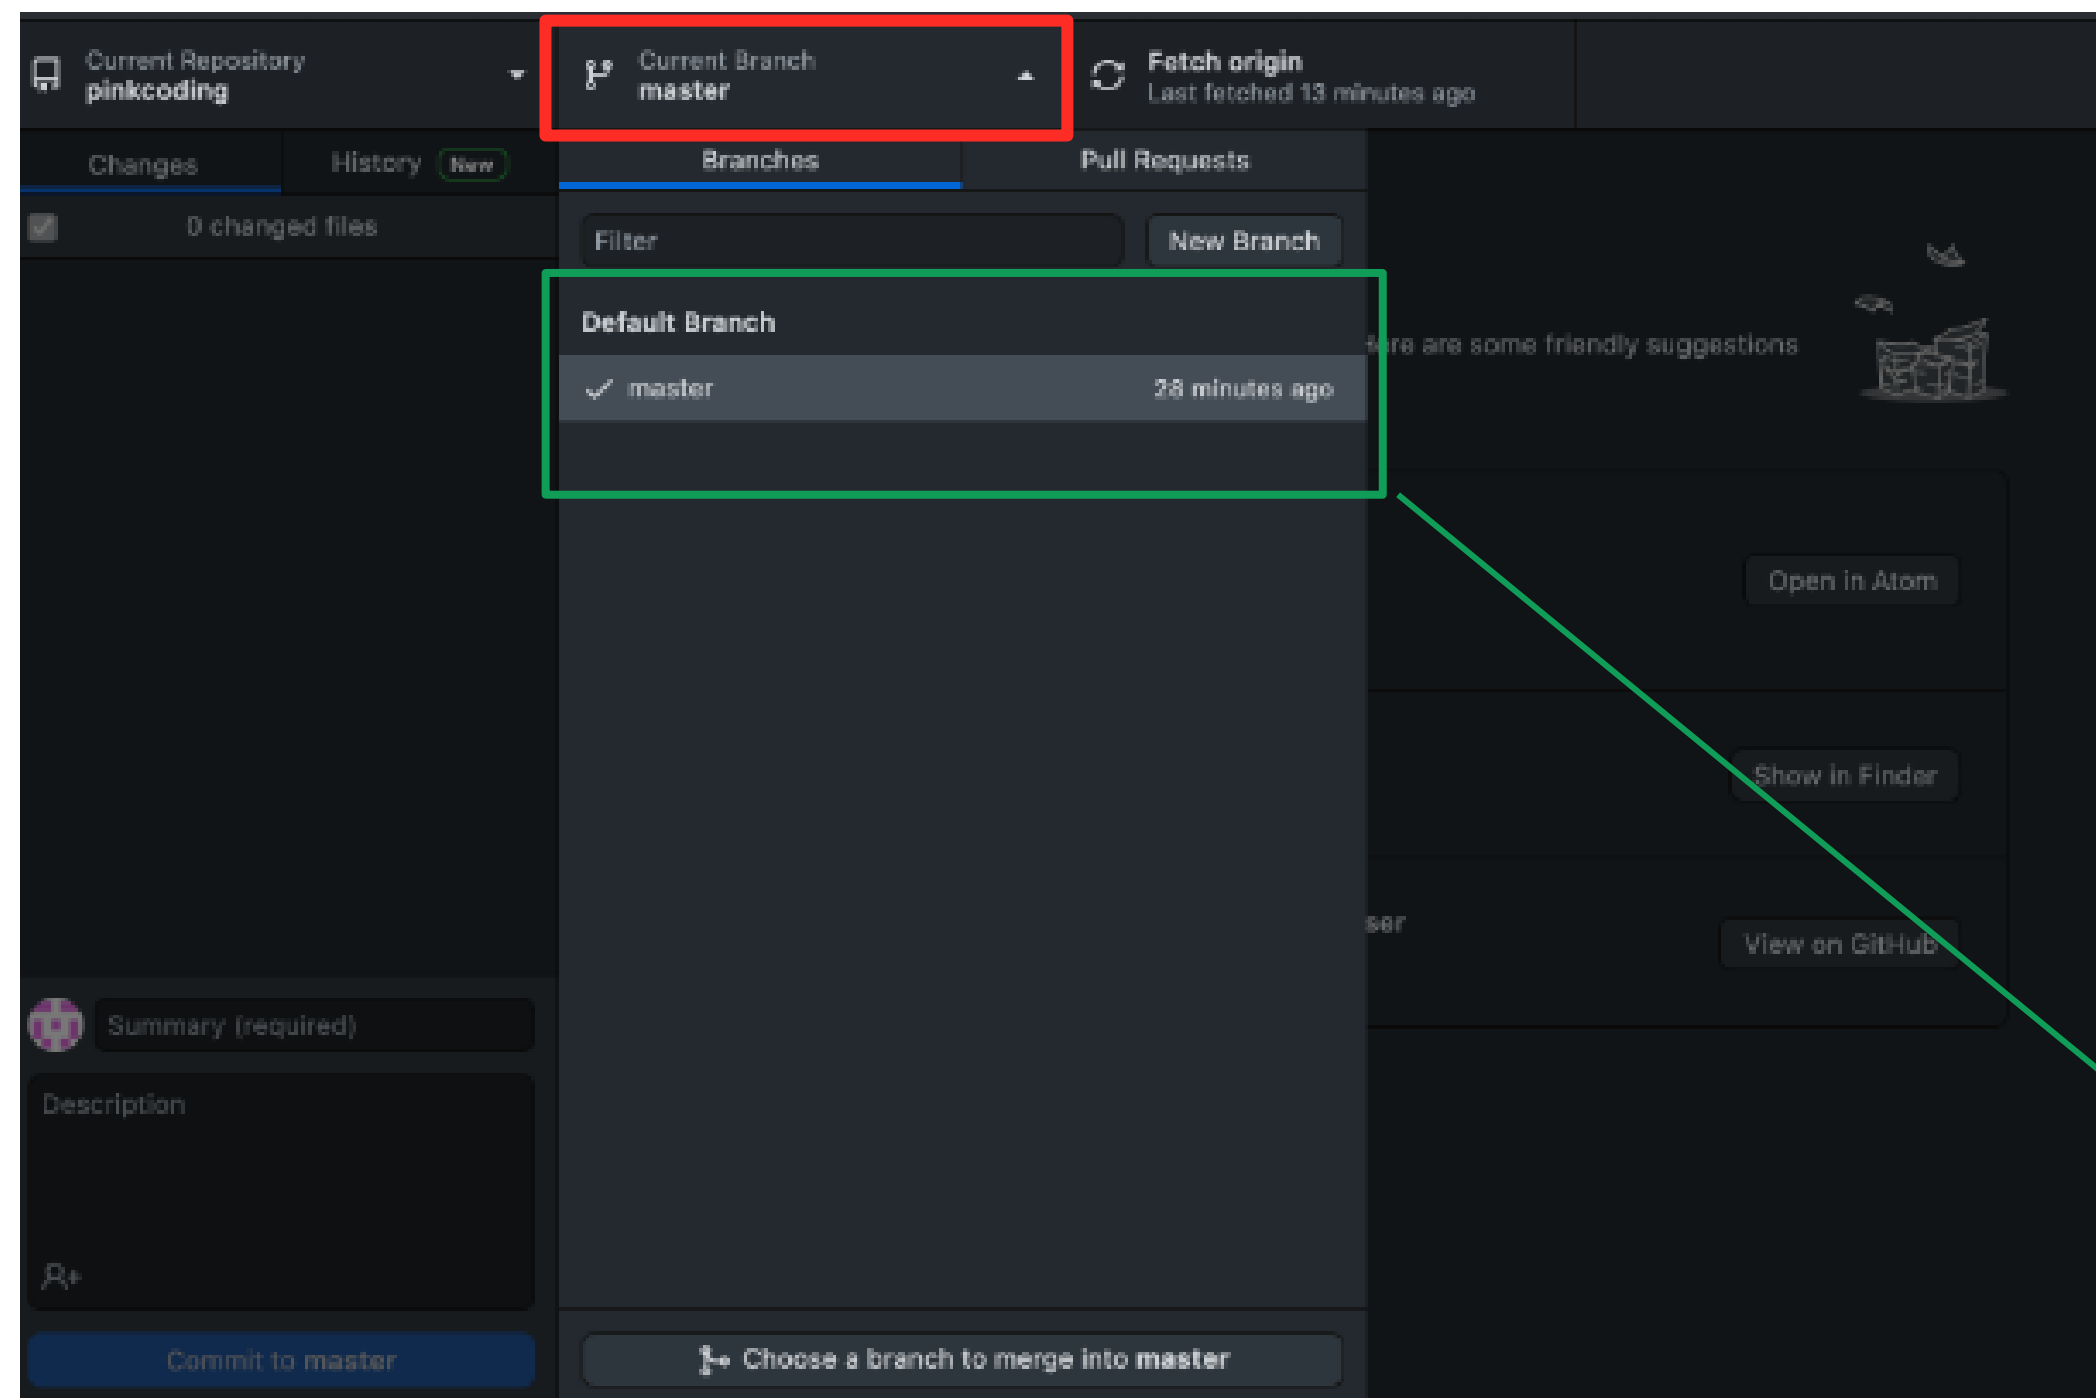 Current Repository
pinkcoding
Current Branch
master
Fetch origin
Last fetched 13 minutes ago
Changes
History New
Branches
Pull Requests
0 changed files
Filter
New Branch
Default Branch
master
28 minutes ago
are some friendly suggestions
Open in Atom
Show in Finder
View on GitHub
Summary (required)
Description
Commit to master
Choose a branch to merge into master